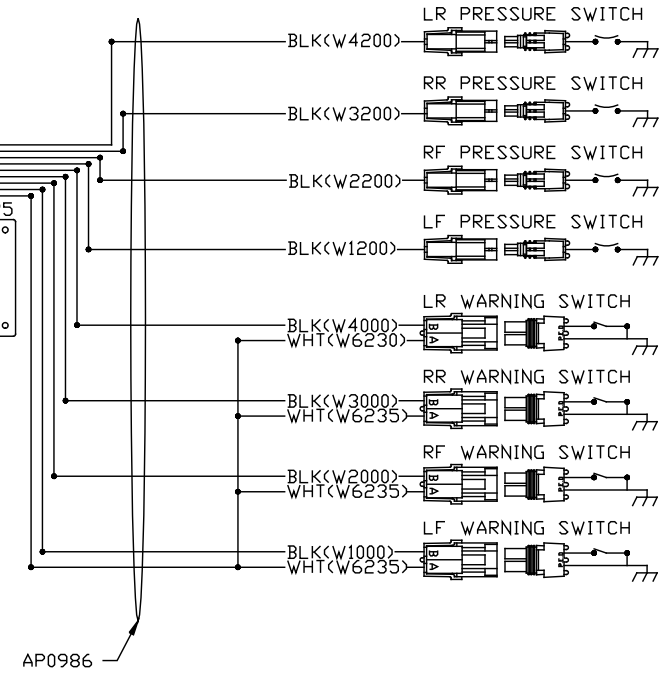 LR PRESSURE SWITCH
BLK(W4200)
RR PRESSURE SWITCH
BLK(W3200)
RF PRESSURE SWITCH
BLK(W2200)
P5
LF PRESSURE SWITCH
BLK(W1200)
LR WARNING SWITCH
BLK(W4000)
B
WHT(W6230)
A
RR WARNING SWITCH
BLK(W3000)
B
WHT(W6235)
A
RF WARNING SWITCH
BLK(W2000)
B
WHT(W6235)
A
LF WARNING SWITCH
BLK(W1000)
B
WHT(W6235)
A
AP0986